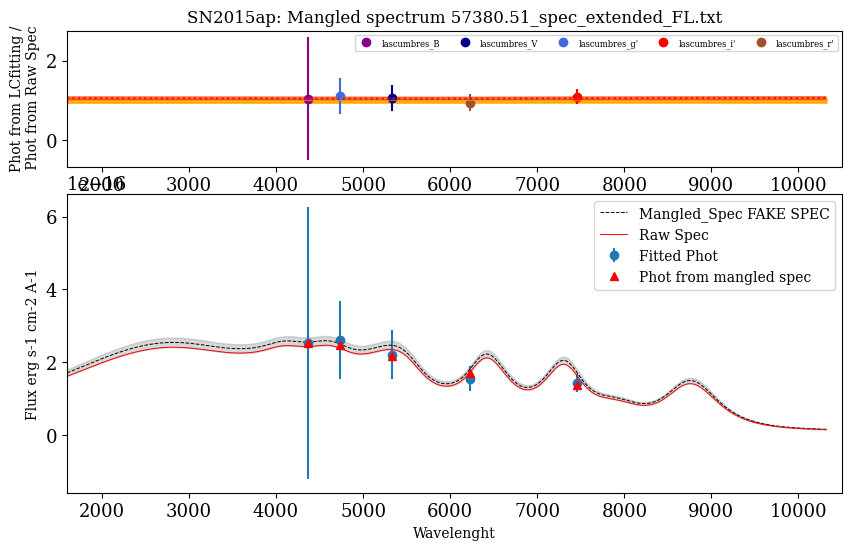 SN2015ap: Mangled spectrum 57380.51_spec_extended_FL.txt
Phot from LCfitting /
Phot from Raw Spec
lascumbres_B lascumbres_V lascumbres_g' lascumbres_i' lascumbres_r'
2
0
2000 3000 4000 5000 6000 7000 8000 9000 10000
Mangled_Spec FAKE SPEC
Raw Spec
Fitted Phot
Phot from mangled spec
Flux erg s-1 cm-2 A-1
6
4
2
0
2000 3000 4000 5000 6000 7000 8000 9000 10000
Wavelenght